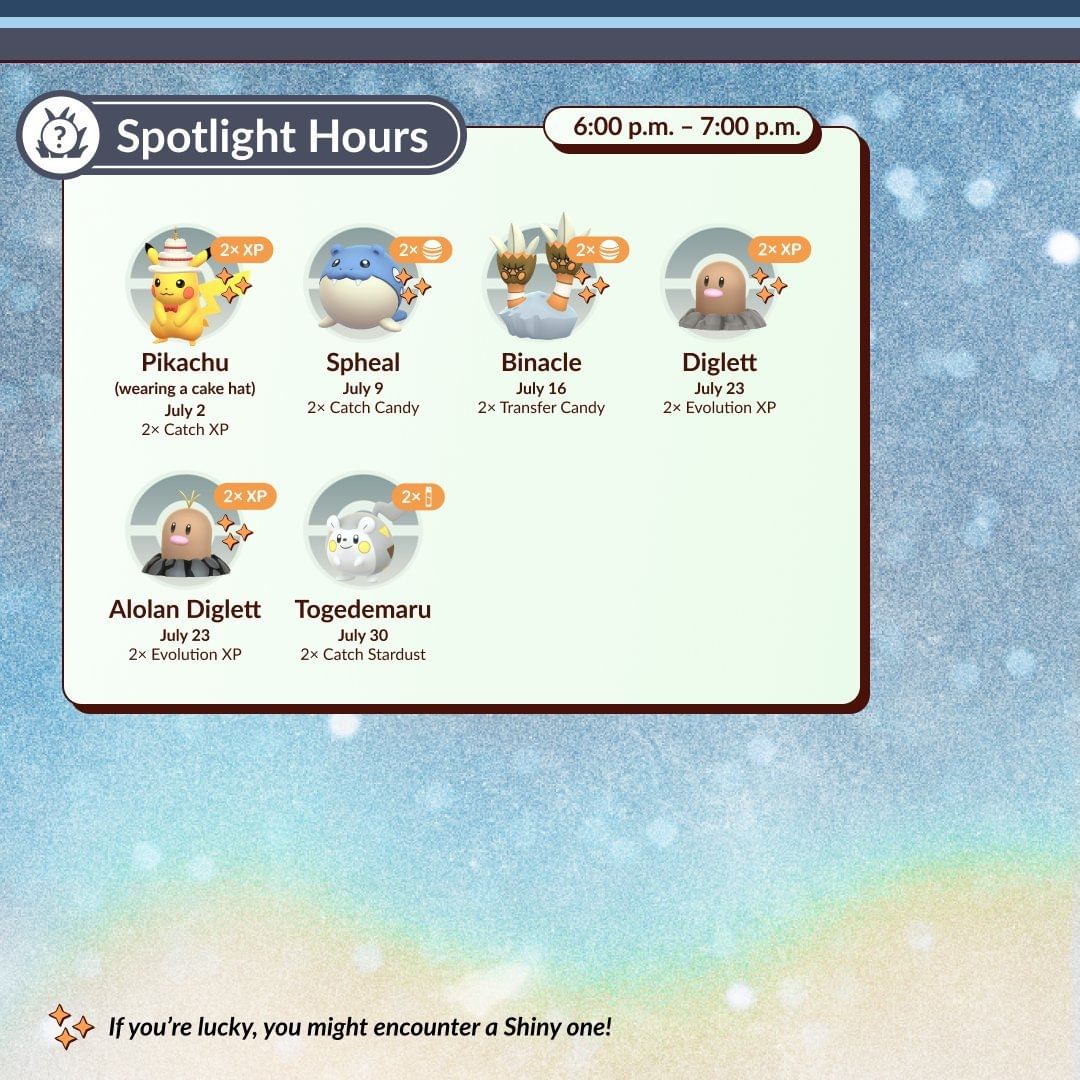 ?
Spotlight Hours
6:00 p.m. – 7:00 p.m.
2× XP
Pikachu
(wearing a cake hat)
July 2
2× Catch XP
2×
Spheal
July 9
2× Catch Candy
2×
Binacle
July 16
2× Transfer Candy
2× XP
Diglett
July 23
2× Evolution XP
2× XP
Alolan Diglett
July 23
2× Evolution XP
2×
Togedemaru
July 30
2× Catch Stardust
If you’re lucky, you might encounter a Shiny one!